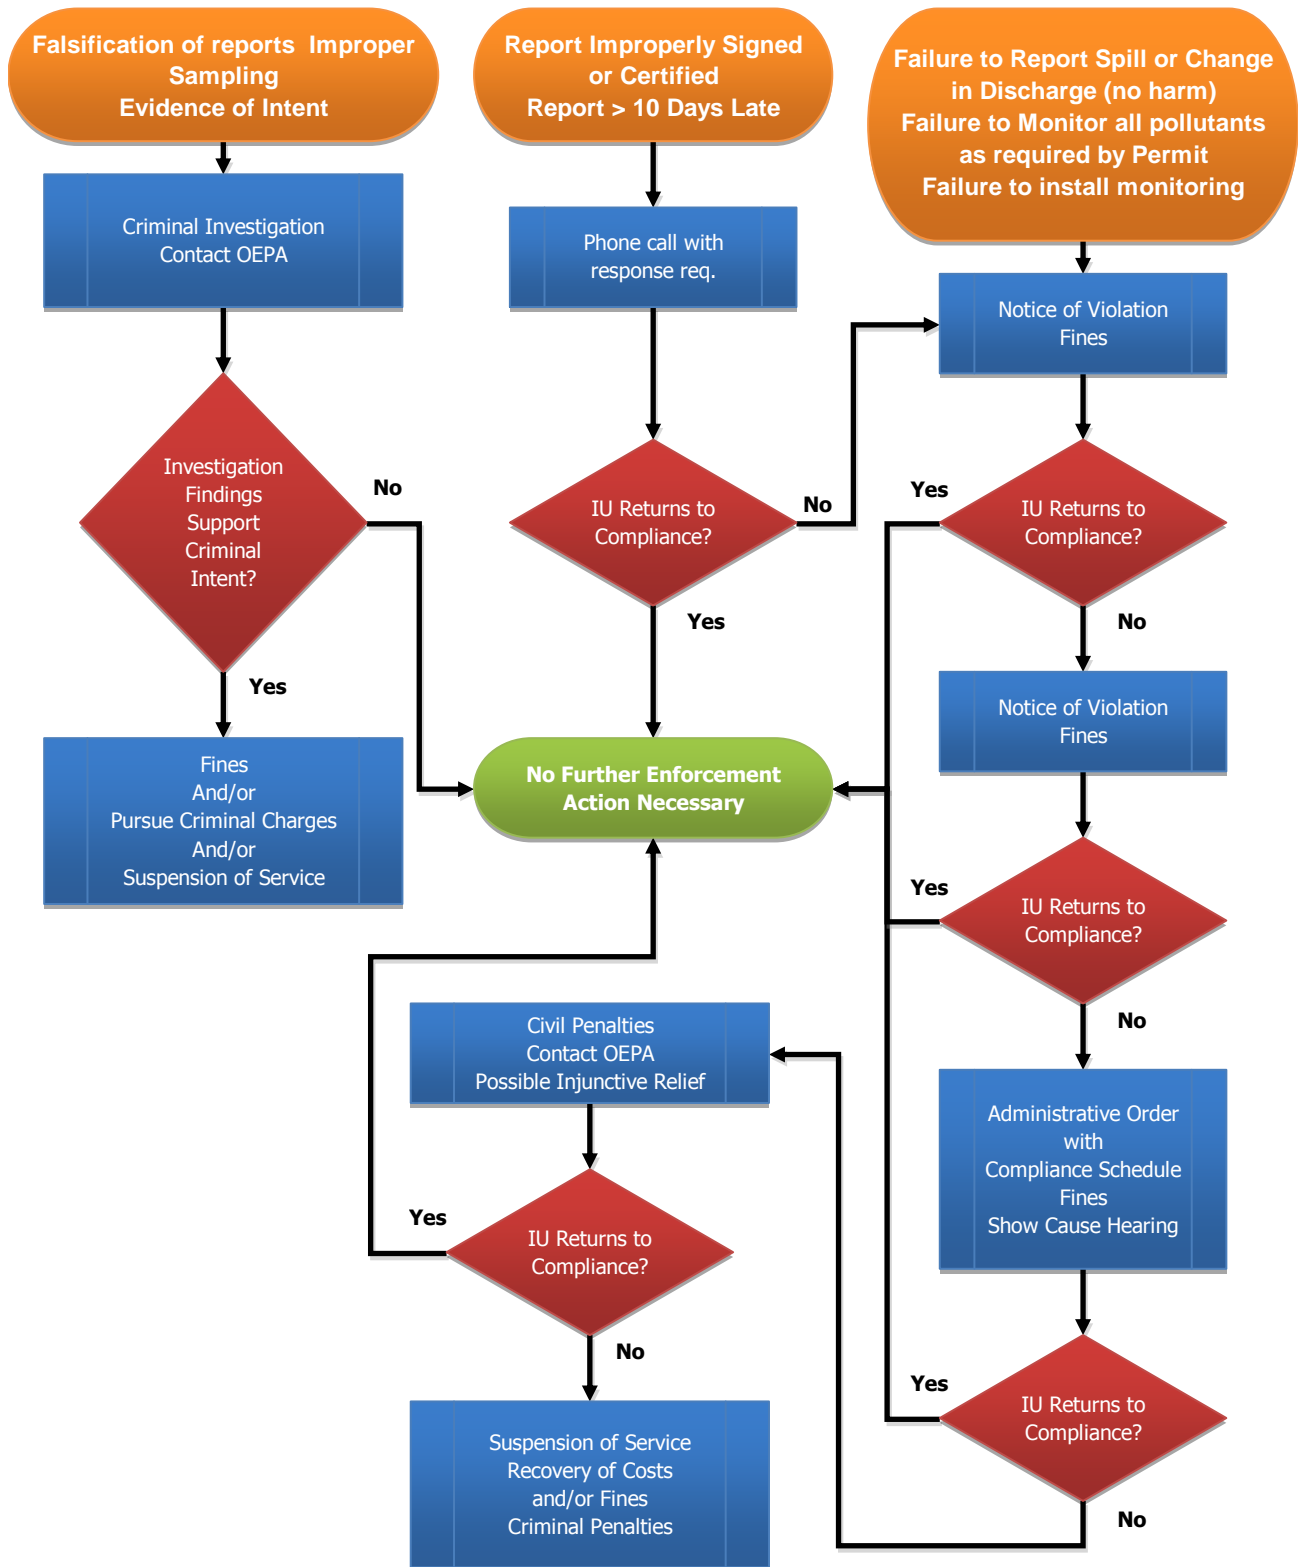 Falsification of reports  Improper
Sampling
Evidence of Intent
Report Improperly Signed
or Certified
Report > 10 Days Late
Failure to Report Spill or Change
in Discharge (no harm)
Failure to Monitor all pollutants
as required by Permit
Failure to install monitoring
Criminal Investigation
Contact OEPA
Phone call with
response req.
Notice of Violation
Fines
Investigation
Findings
Support
Criminal
Intent?
No
IU Returns to
Compliance?
No
Yes
Yes
IU Returns to
Compliance?
No
Yes
Notice of Violation
Fines
Fines
And/or
Pursue Criminal Charges
And/or
Suspension of Service
No Further Enforcement
Action Necessary
Yes
IU Returns to
Compliance?
No
Civil Penalties
Contact OEPA
Possible Injunctive Relief
Administrative Order
with
Compliance Schedule
Fines
Show Cause Hearing
Yes
IU Returns to
Compliance?
No
Yes
IU Returns to
Compliance?
No
Suspension of Service
Recovery of Costs
and/or Fines
Criminal Penalties